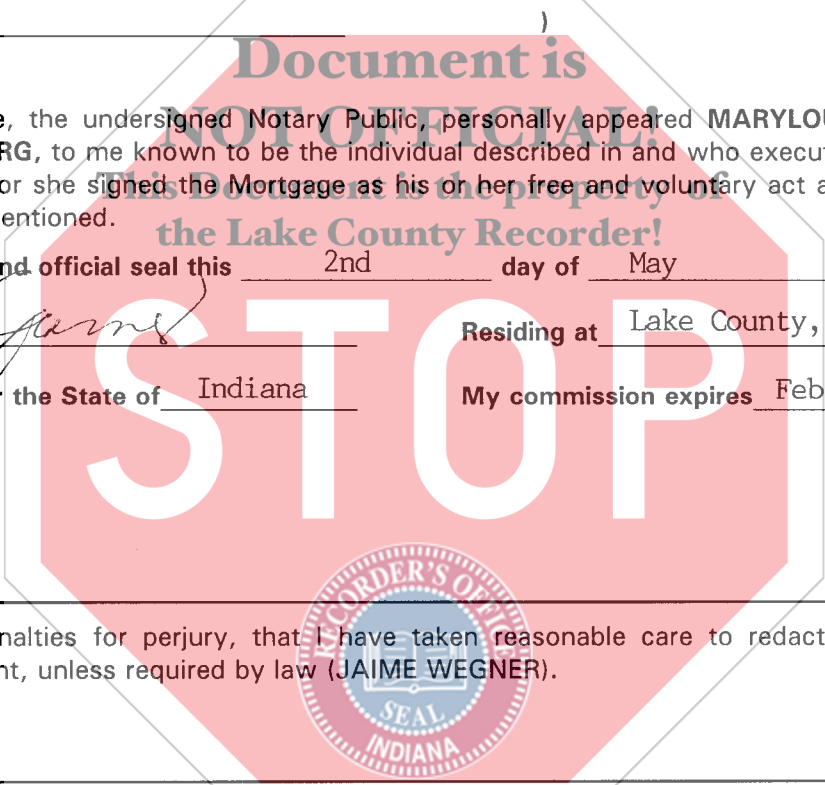 )
Document is
NOT OFFICIAL!
This Document is the property of
the Lake County Recorder!
e, the undersigned Notary Public, personally appeared MARYLOU
RG, to me known to be the individual described in and who execut
or she signed the Mortgage as his or her free and voluntary act a
entioned.
nd official seal this 2nd day of May
Residing at Lake County,
the State of Indiana My commission expires Feb
STOP
nalties for perjury, that I have taken reasonable care to redact
nt, unless required by law (JAIME WEGNER).
RECORDER'S OFFICE
SEAL
INDIANA